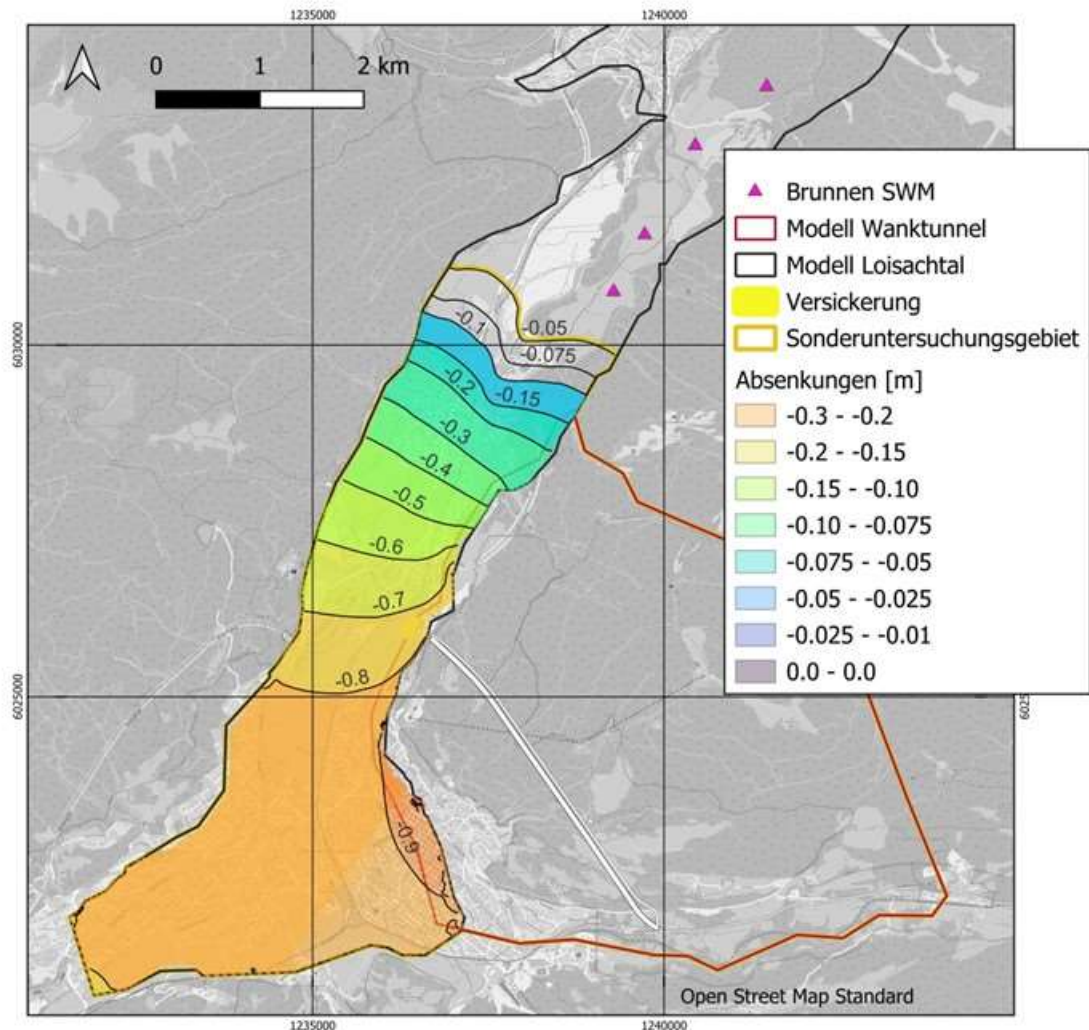 1235000
1240000
0 1 2 km
Brunnen SWM
Modell Wanktunnel
Modell Loisachtal
Versickerung
Sonderuntersuchungsgebiet
Absenkungen [m]
-0.3 - -0.2
-0.2 - -0.15
-0.15 - -0.10
-0.10 - -0.075
-0.075 - -0.05
-0.05 - -0.025
-0.025 - -0.01
0.0 - 0.0
-0.05
-0.075
-0.1
-0.15
-0.2
-0.3
-0.4
-0.5
-0.6
-0.7
-0.8
-0.9
6030000
6025000
6025
Open Street Map Standard
1235000
1240000